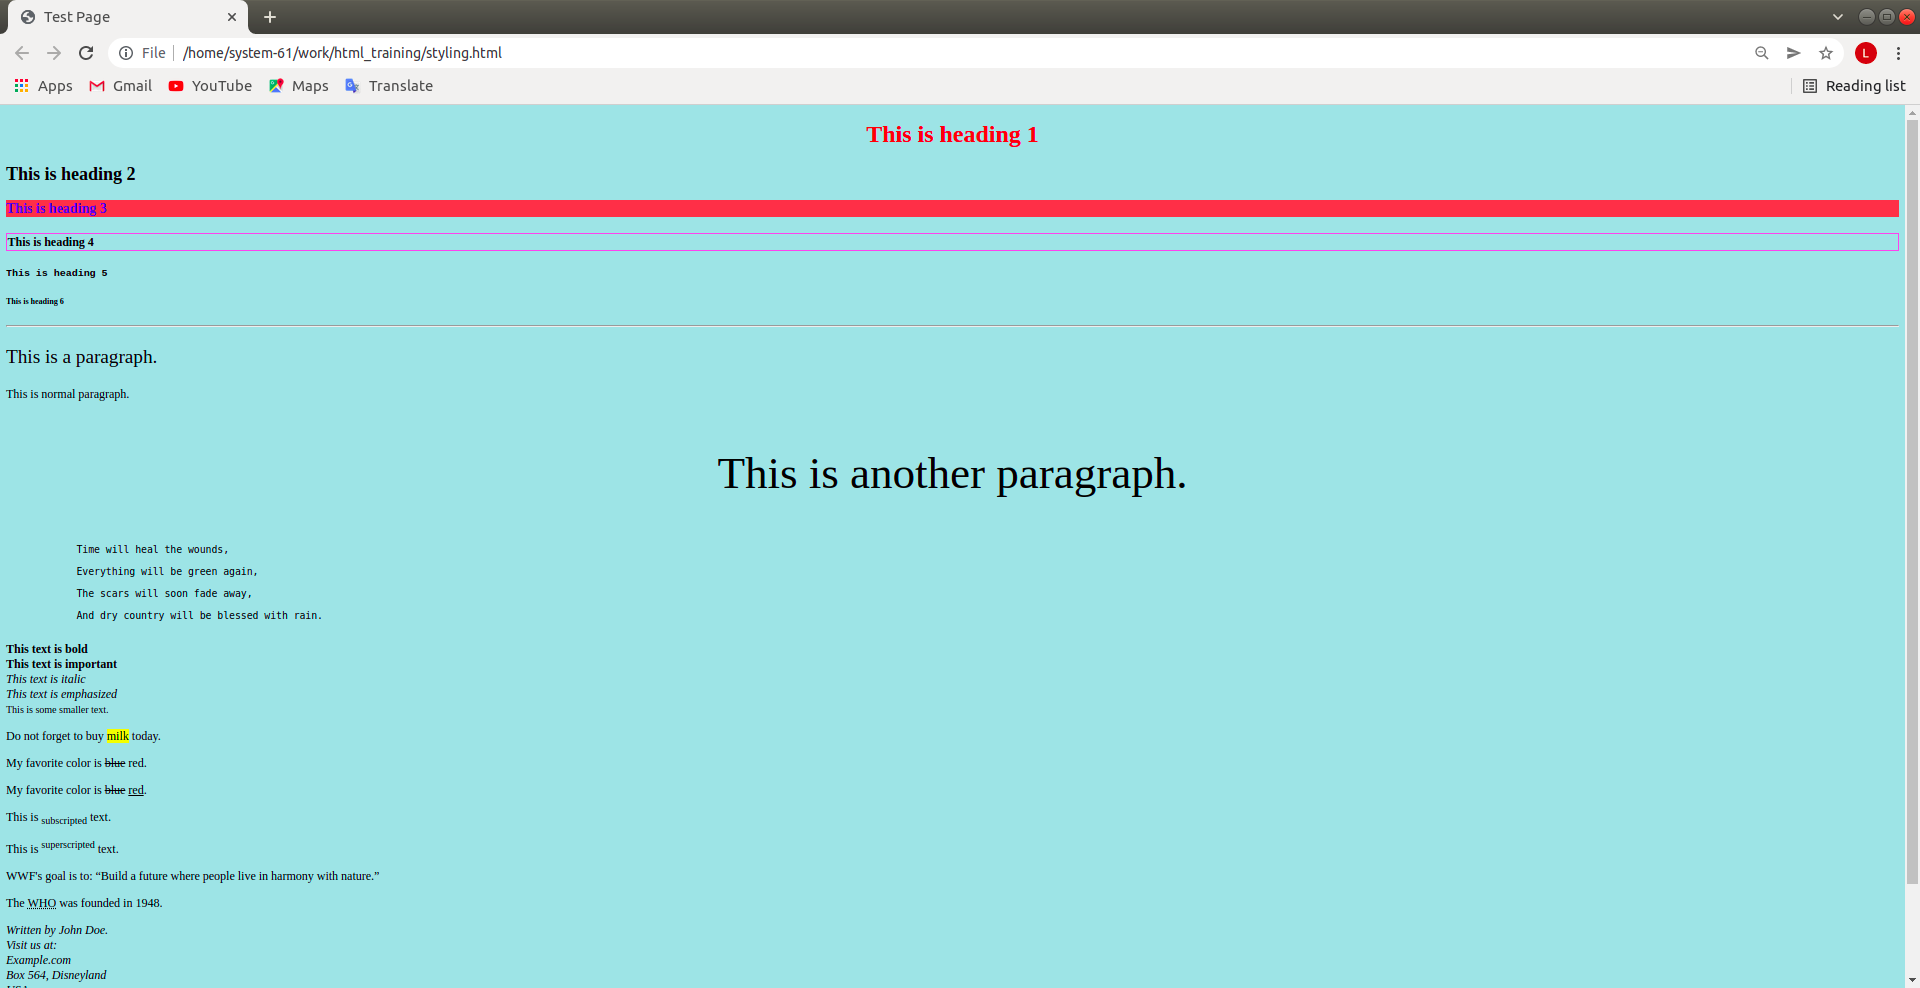 Test Page
File /home/system-61/work/html_training/styling.html
L
Apps Gmail YouTube Maps Translate Reading list
This is heading 1
This is heading 2
This is heading 3
This is heading 4
This is heading 5
This is heading 6
This is a paragraph.
This is normal paragraph.
This is another paragraph.
Time will heal the wounds,
Everything will be green again,
The scars will soon fade away,
And dry country will be blessed with rain.
This text is bold
This text is important
This text is italic
This text is emphasized
This is some smaller text.
Do not forget to buy milk today.
My favorite color is blue red.
My favorite color is blue red.
This is subscripted text.
This is superscripted text.
WWF's goal is to: “Build a future where people live in harmony with nature.”
The WHO was founded in 1948.
Written by John Doe.
Visit us at:
Example.com
Box 564, Disneyland